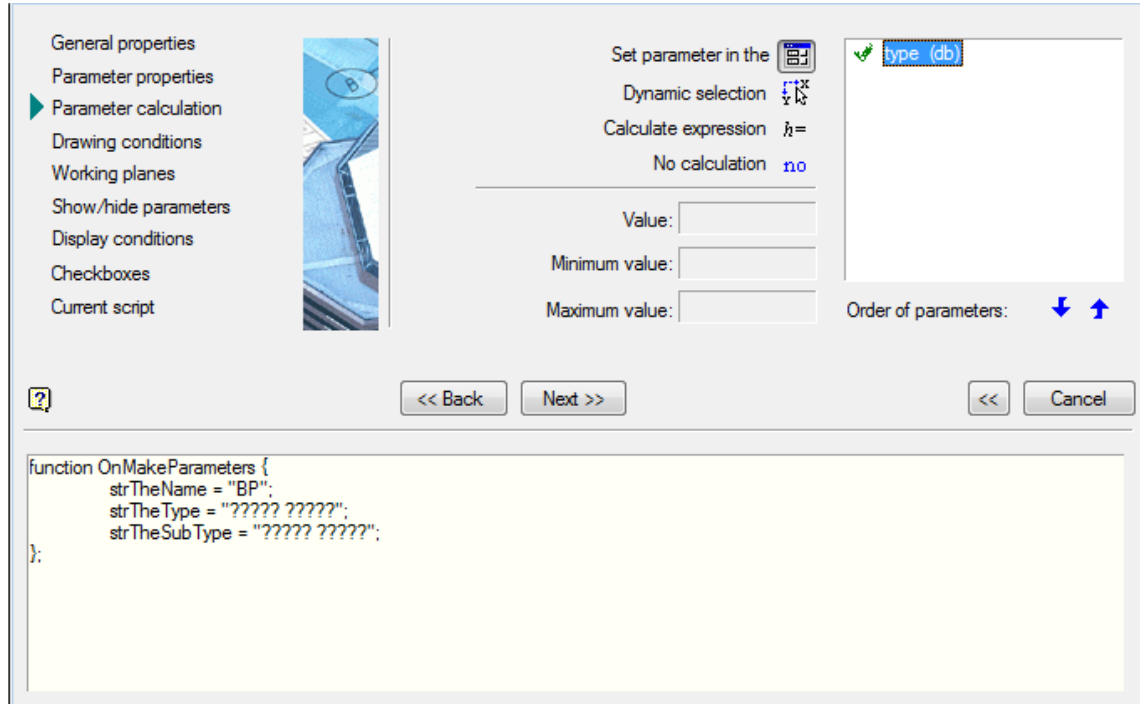 General properties
Parameter properties
Parameter calculation
Drawing conditions
Working planes
Show/hide parameters
Display conditions
Checkboxes
Current script
B
Set parameter in the
Dynamic selection
Calculate expression h=
No calculation no
Value:
Minimum value:
Maximum value:
type (db)
Order of parameters:
<< Back
Next >>
<<
Cancel
function OnMakeParameters {
strTheName = "BP";
strTheType = "????? ?????";
strTheSubType = "????? ?????";
};